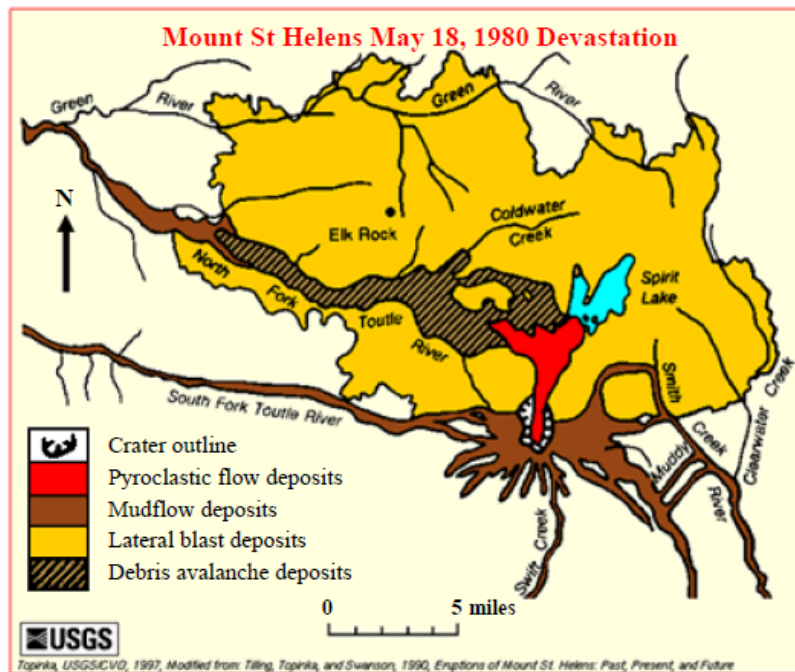 Mount St Helens May 18, 1980 Devastation
Green
River
Green
River
N
Elk Rock
Coldwater
Creek
North
Fork
Toutle
River
Spirit
Lake
South Fork Toutle River
Smith
Creek
Muddy
River
Clearwater Creek
Swift Creek
Crater outline
Pyroclastic flow deposits
Mudflow deposits
Lateral blast deposits
Debris avalanche deposits
0 5 miles
USGS
Topinka, USGS/CVO, 1997, Modified from: Tilling, Topinka, and Swanson, 1990, Eruptions of Mount St. Helens: Past, Present, and Future